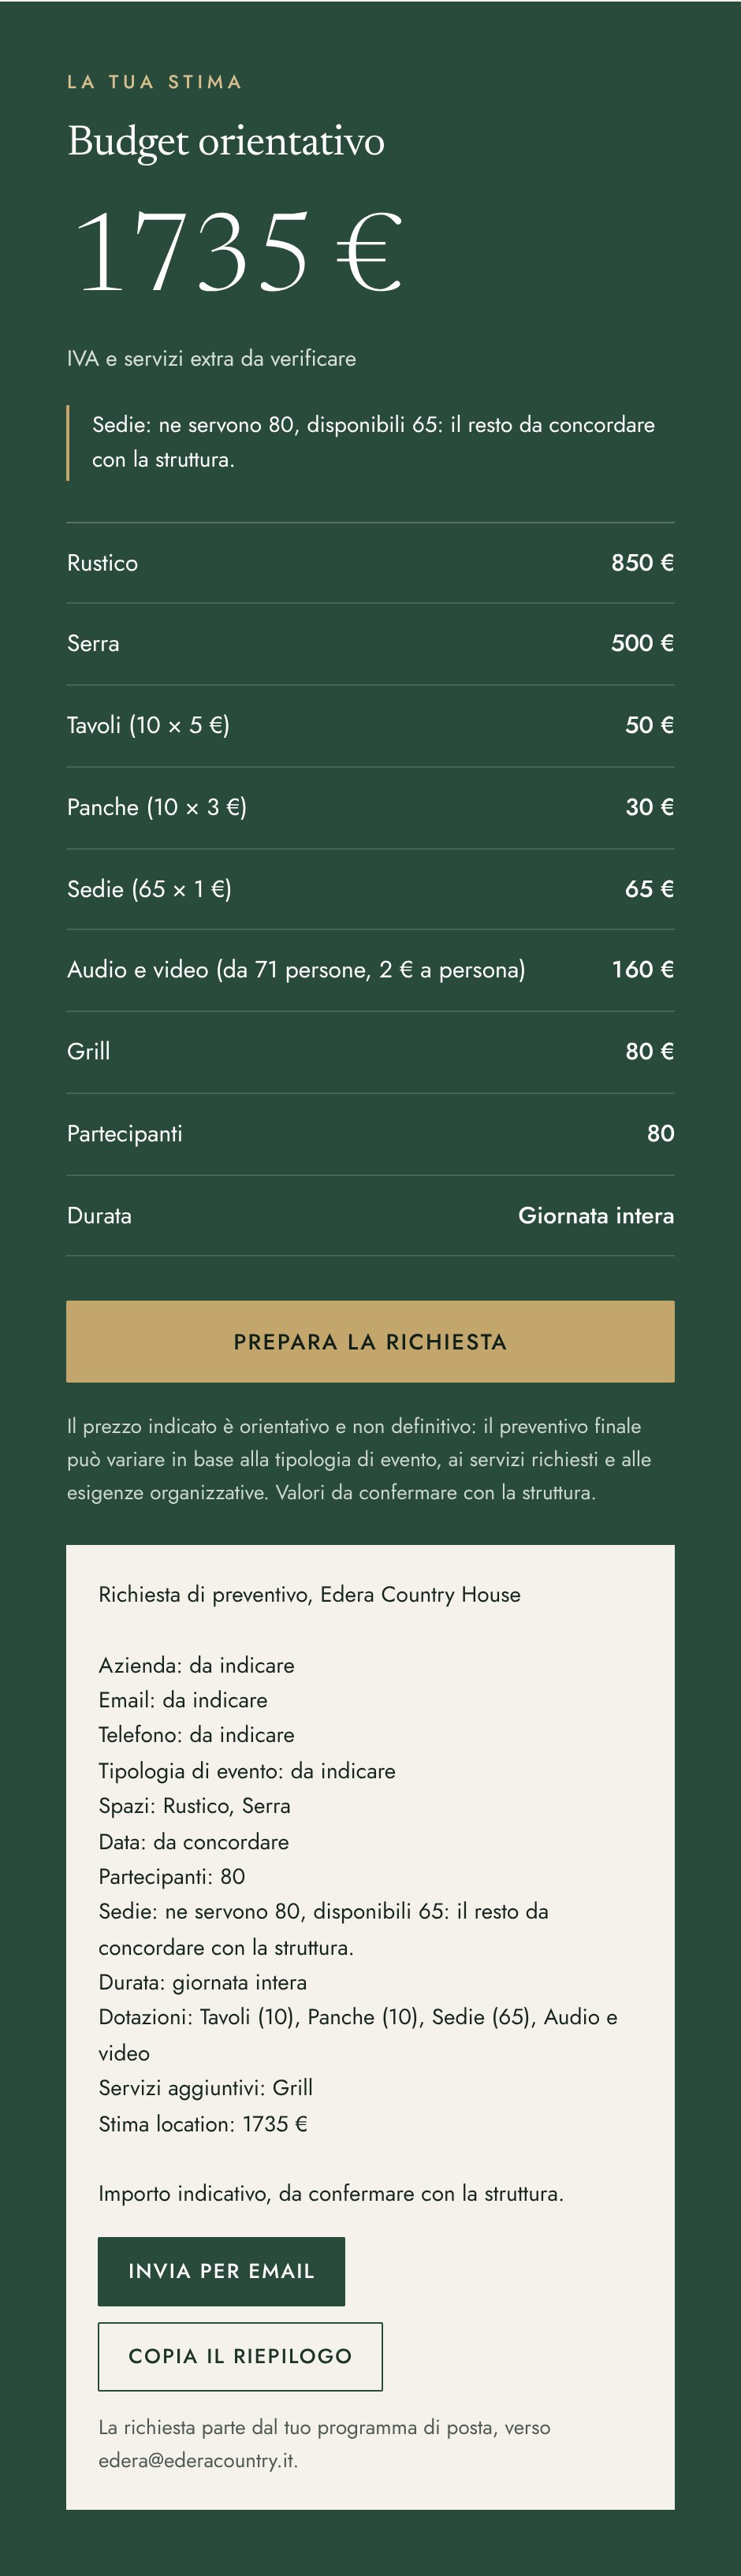 LA TUA STIMA
Budget orientativo
1735 €
IVA e servizi extra da verificare
Sedie: ne servono 80, disponibili 65: il resto da concordare
con la struttura.
Rustico 850 €
Serra 500 €
Tavoli (10 × 5 €) 50 €
Panche (10 × 3 €) 30 €
Sedie (65 × 1 €) 65 €
Audio e video (da 71 persone, 2 € a persona) 160 €
Grill 80 €
Partecipanti 80
Durata Giornata intera
PREPARA LA RICHIESTA
Il prezzo indicato è orientativo e non definitivo: il preventivo finale
può variare in base alla tipologia di evento, ai servizi richiesti e alle
esigenze organizzative. Valori da confermare con la struttura.
Richiesta di preventivo, Edera Country House
Azienda: da indicare
Email: da indicare
Telefono: da indicare
Tipologia di evento: da indicare
Spazi: Rustico, Serra
Data: da concordare
Partecipanti: 80
Sedie: ne servono 80, disponibili 65: il resto da
concordare con la struttura.
Durata: giornata intera
Dotazioni: Tavoli (10), Panche (10), Sedie (65), Audio e
video
Servizi aggiuntivi: Grill
Stima location: 1735 €
Importo indicativo, da confermare con la struttura.
INVIA PER EMAIL
COPIA IL RIEPILOGO
La richiesta parte dal tuo programma di posta, verso
edera@ederacountry.it.